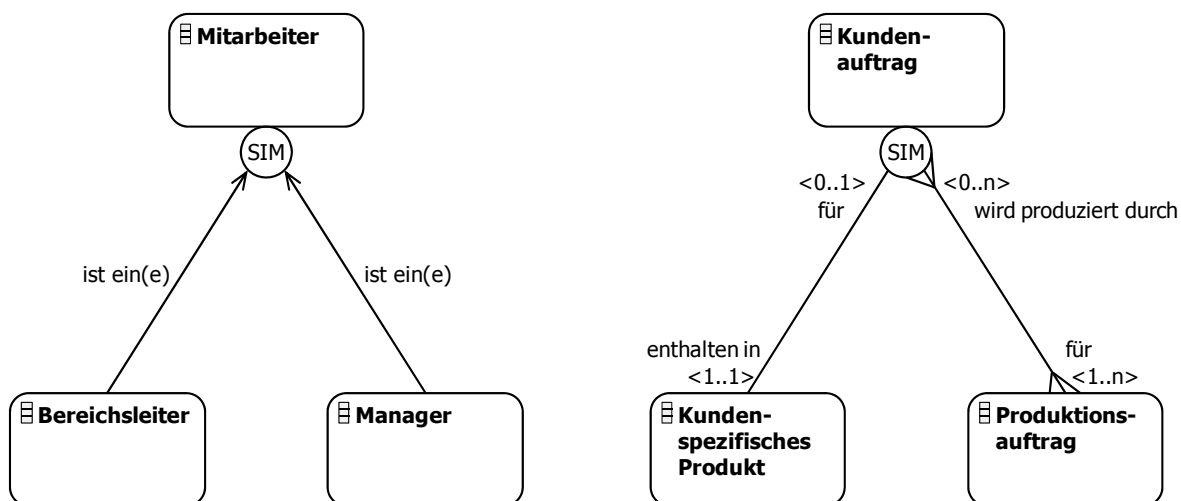 Mitarbeiter
SIM
ist ein(e)
ist ein(e)
Bereichsleiter
Manager
Kunden-
auftrag
SIM
<0..1>
für
<0..n>
wird produziert durch
enthalten in
<1..1>
für
<1..n>
Kunden-
spezifisches
Produkt
Produktions-
auftrag